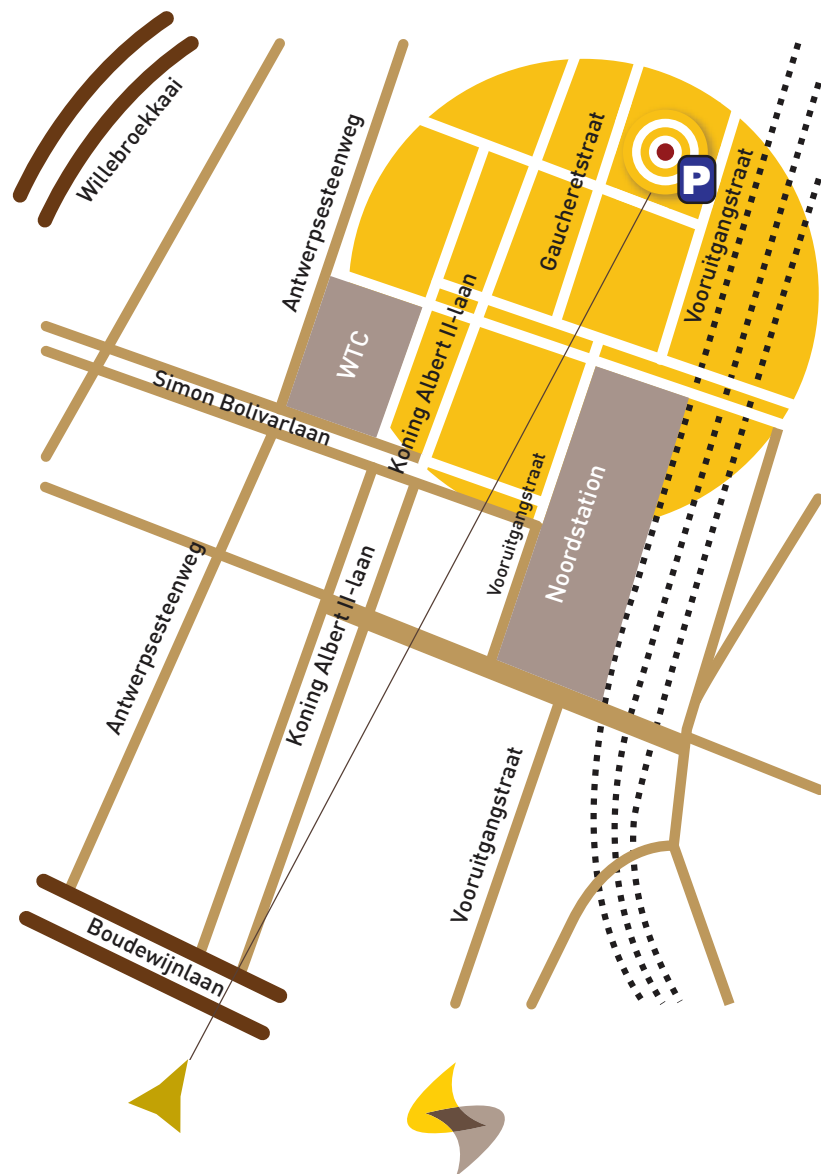 Willebroekkaai
Antwerpsesteenweg
Gaucheretstraat
P
Vooruitgangstraat
WTC
Koning Albert II-laan
Simon Bolivarlaan
Vooruitgangstraat
Noordstation
Antwerpsesteenweg
Koning Albert II-laan
Vooruitgangstraat
Boudewijnlaan